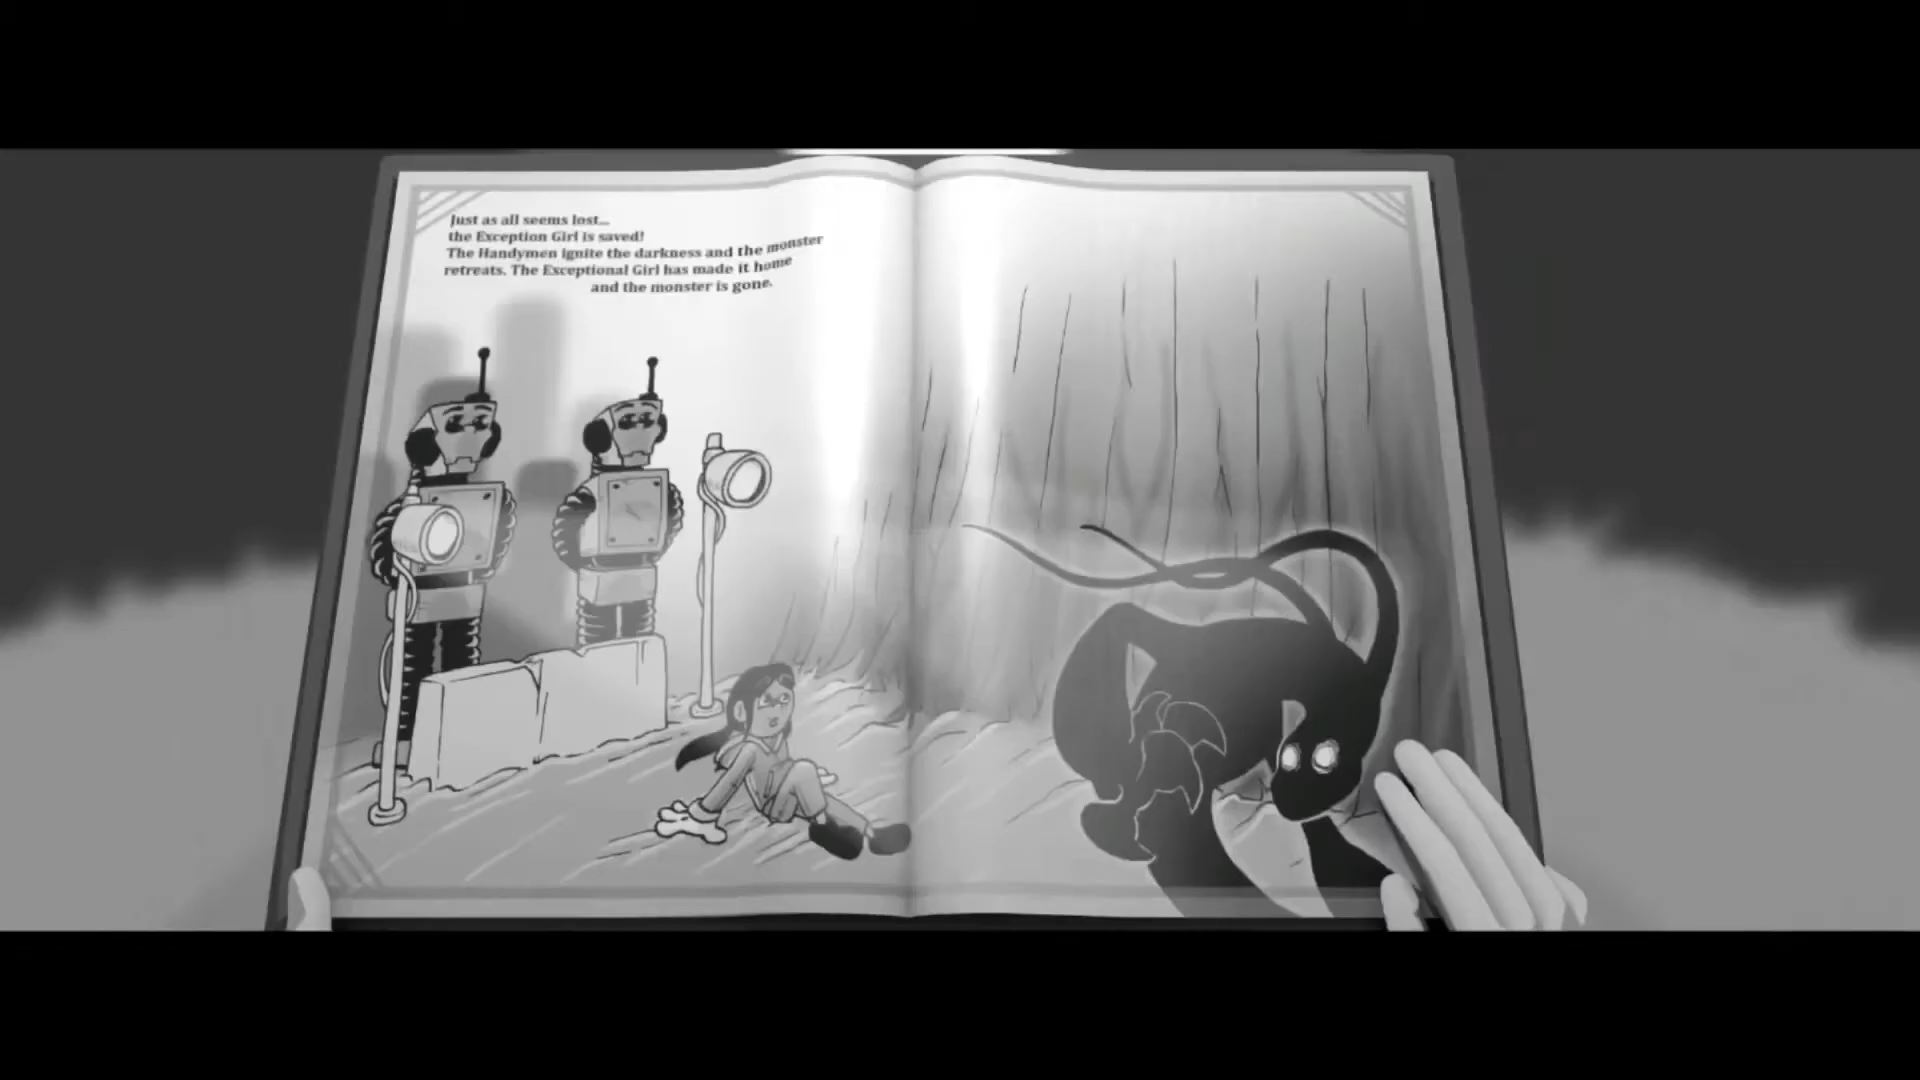 Just as all seems lost...
the Exception Girl is saved!
The Handymen ignite the darkness and the monster
retreats. The Exceptional Girl has made it home
and the monster is gone.